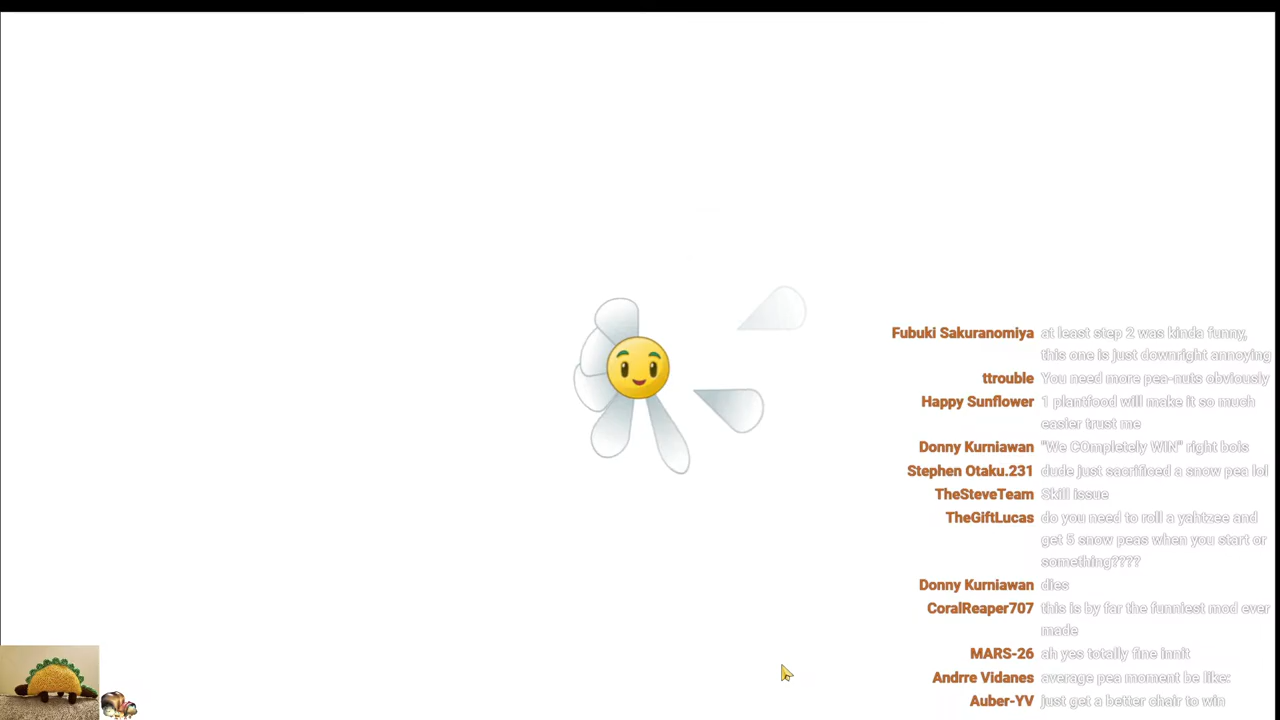 Fubuki Sakuranomiya at least step 2 was kinda funny,
this one is just downright annoying
ttrouble You need more pea-nuts obviously
Happy Sunflower 1 plantfood will make it so much
easier trust me
Donny Kurniawan "We COmpletely WIN" right bois
Stephen Otaku.231 dude just sacrificed a snow pea lol
TheSteveTeam Skill issue
TheGiftLucas do you need to roll a yahtzee and
get 5 snow peas when you start or
something????
Donny Kurniawan dies
CoralReaper707 this is by far the funniest mod ever
made
MARS-26 ah yes totally fine innit
Andrre Vidanes average pea moment be like:
Auber-YV just get a better chair to win